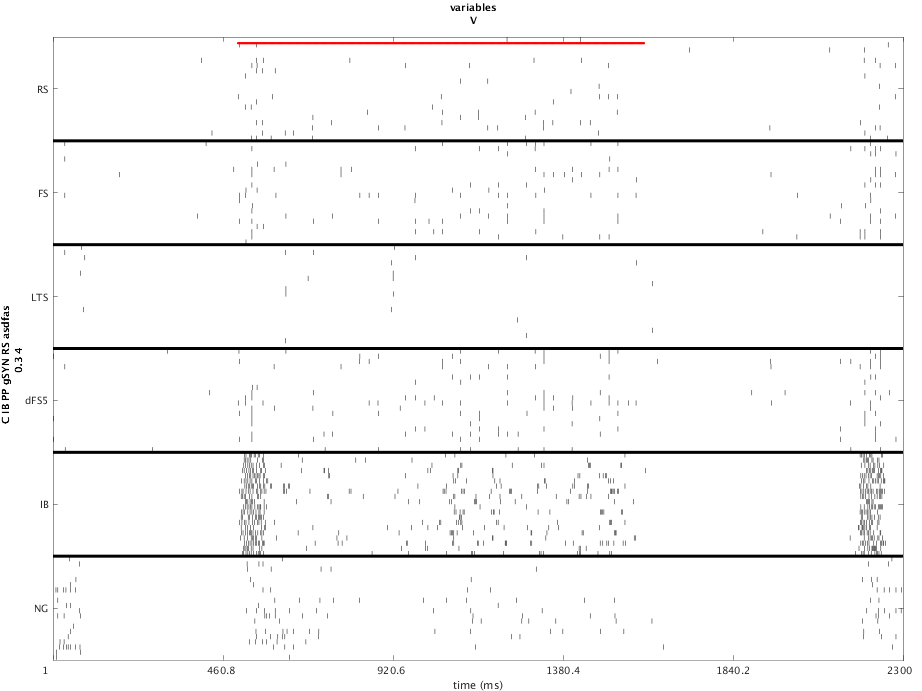 variables
V
RS
FS
LTS
dFS5
IB
NG
C IB PP gSYN RS asdfas
0.3 4
1
460.8
920.6
1380.4
1840.2
2300
time (ms)